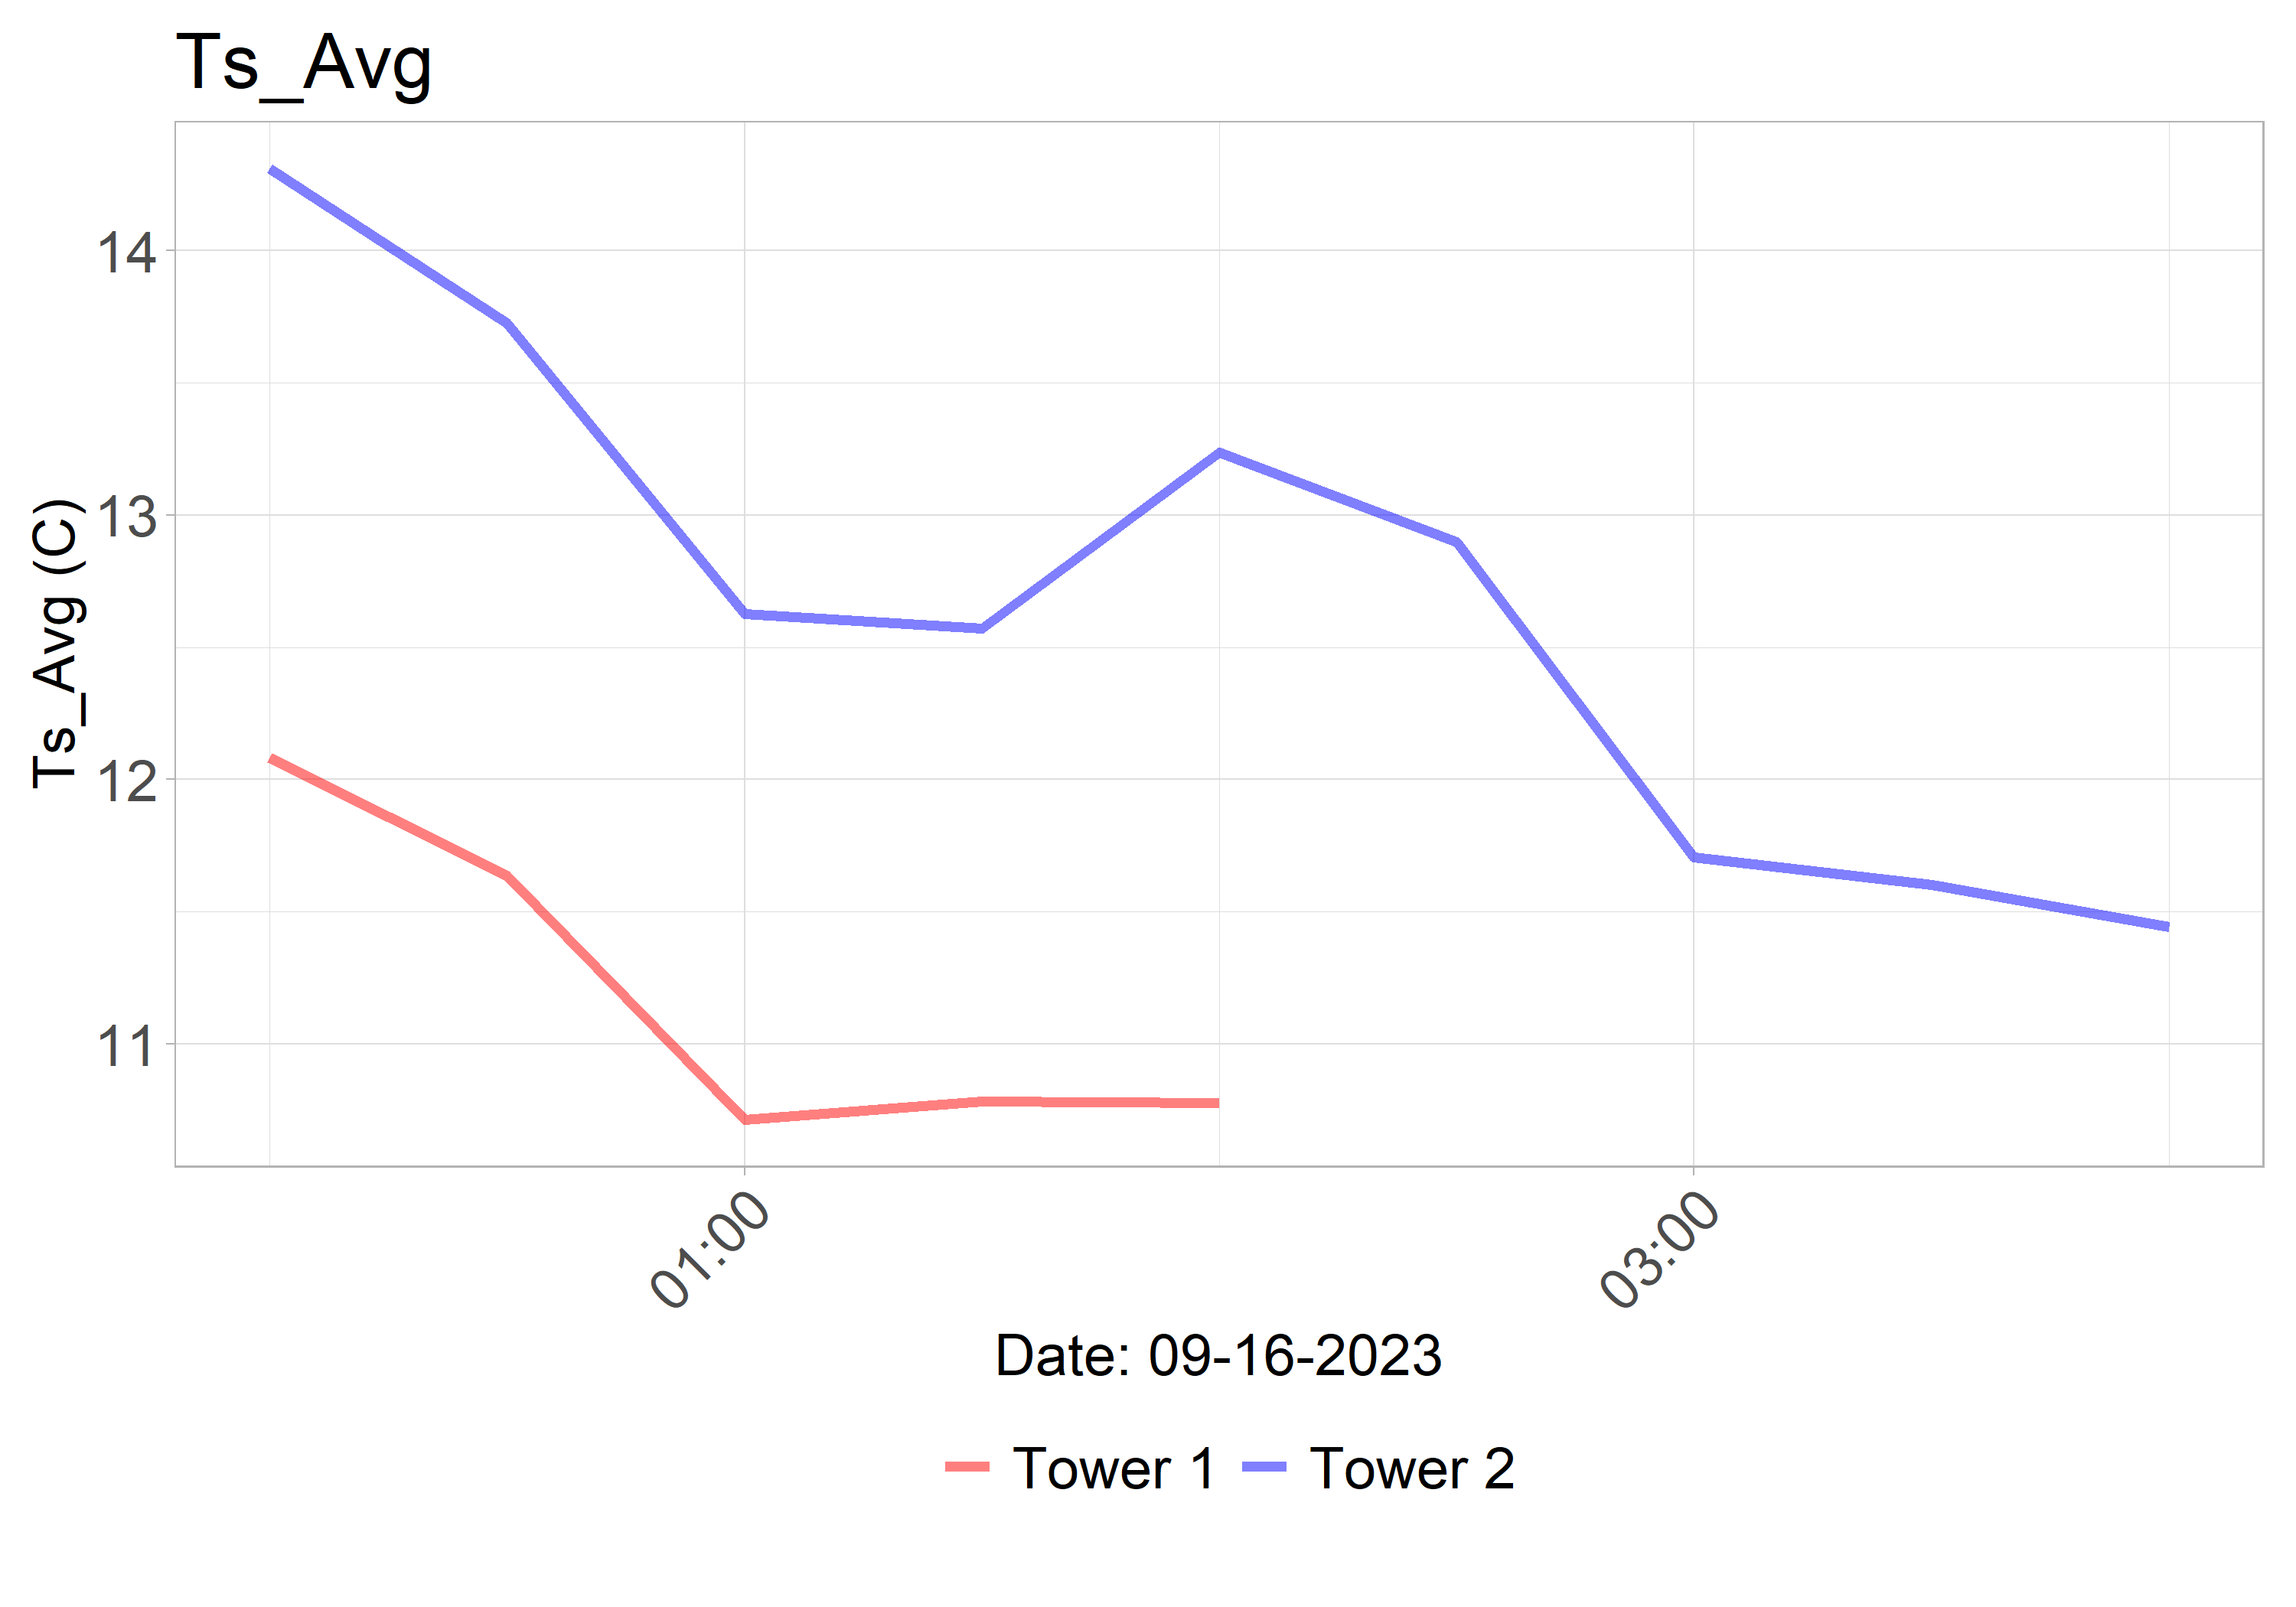 Ts_Avg
Ts_Avg (C)
14
13
12
11
01:00
03:00
Date: 09-16-2023
Tower 1
Tower 2